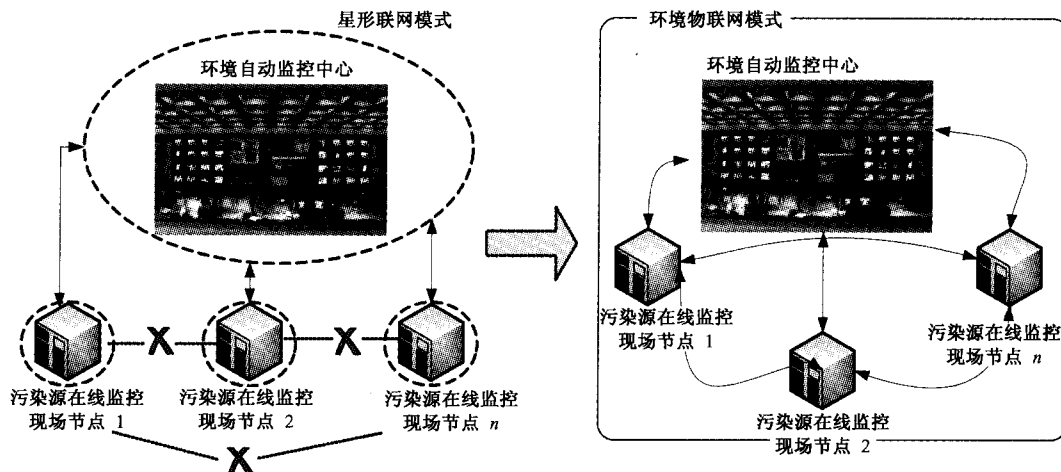 星形联网模式
环境自动监控中心
污染源在线监控
现场节点 1
污染源在线监控
现场节点 2
污染源在线监控
现场节点 n
环境物联网模式
环境自动监控中心
污染源在线监控
现场节点 1
污染源在线监控
现场节点 n
污染源在线监控
现场节点 2